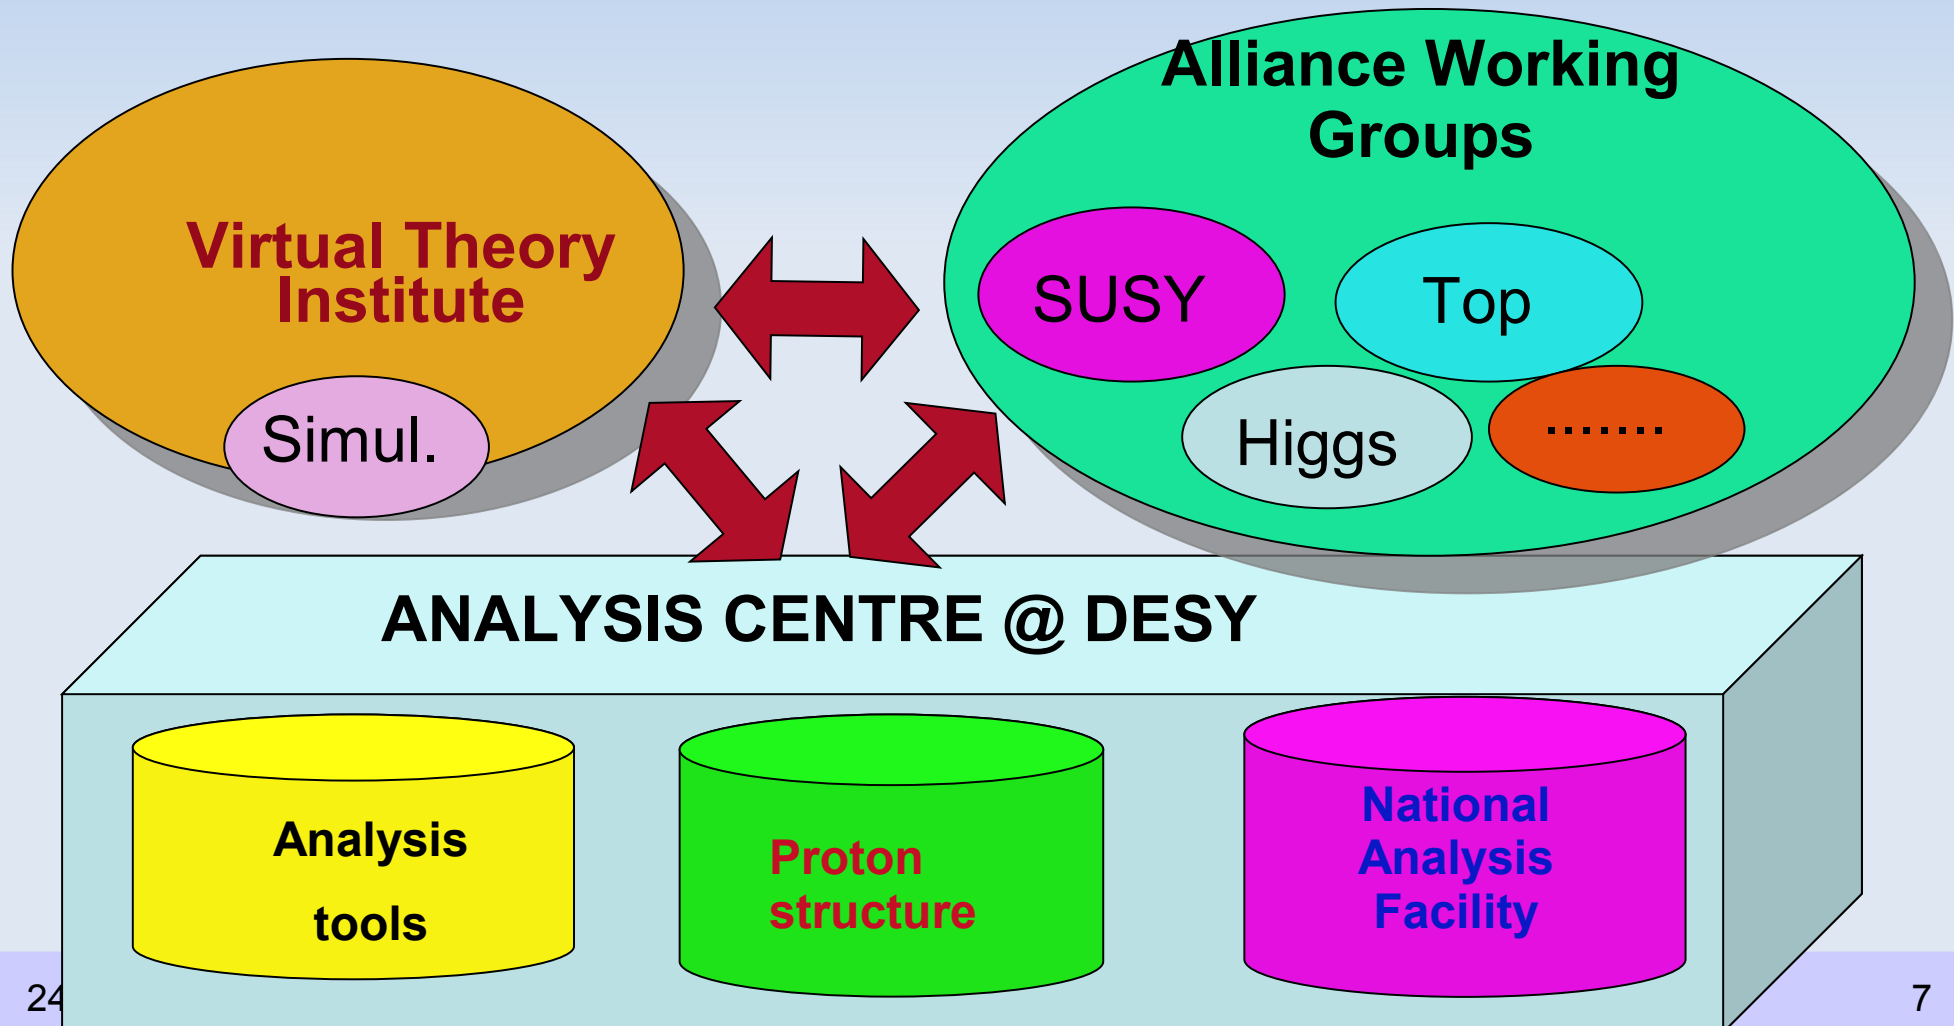 Alliance Working
Groups
Virtual Theory
Institute
SUSY
Top
Simul.
Higgs
.......
ANALYSIS CENTRE @ DESY
Analysis
tools
Proton
structure
National
Analysis
Facility
24
7